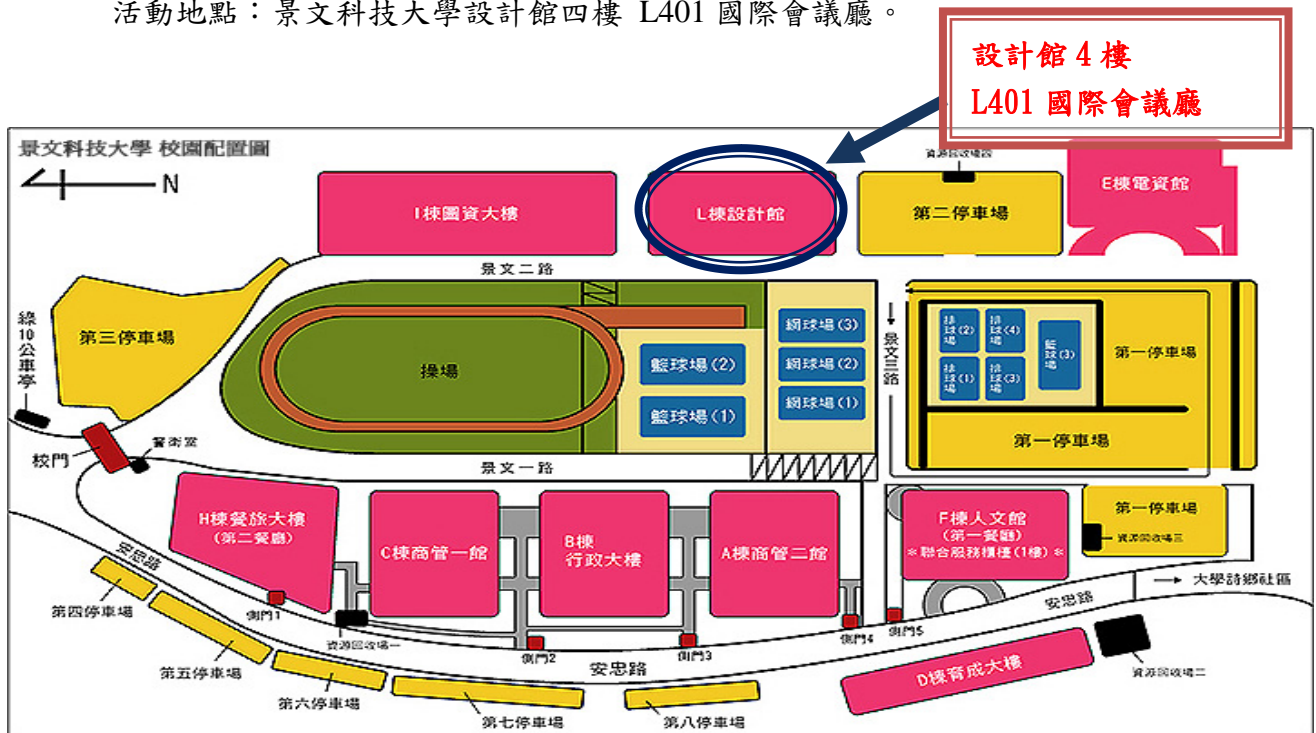 活動地點：景文科技大學設計館四樓 L401 國際會議廳。
設計館 4 樓
L401 國際會議廳
景文科技大學 校園配置圖
N
資源回收場四
I棟圖資大樓
L棟設計館
第二停車場
E棟電資館
景文二路
綠10公車亭
第三停車場
操場
籃球場(2)
籃球場(1)
網球場(3)
網球場(2)
網球場(1)
景文三路
排球(2)場
排球(4)場
籃球(3)場
排球(1)場
排球(3)場
第一停車場
第一停車場
校門
警衛室
景文一路
H棟餐旅大樓
(第二餐廳)
C棟商管一館
B棟
行政大樓
A棟商管二館
F棟人文館
(第一餐廳)
*聯合服務櫃檯(1樓)*
第一停車場
資源回收場三
大學詩鄉社區
安忠路
側門1
資源回收場一
側門2
安忠路
側門3
側門4
側門5
安忠路
第四停車場
第五停車場
第六停車場
第七停車場
第八停車場
D棟育成大樓
資源回收場二